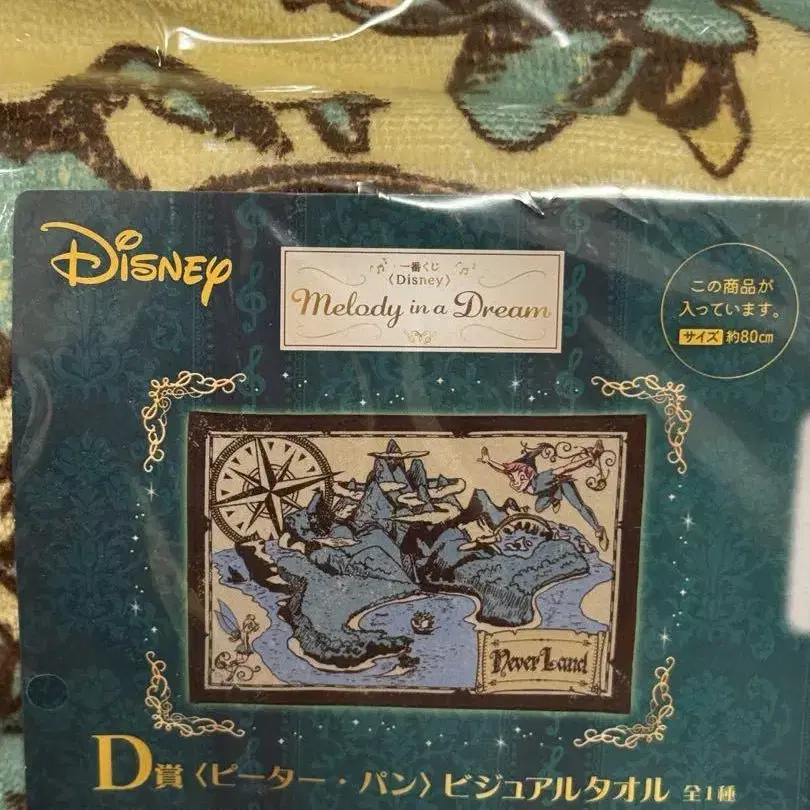 Disney
一番くじ
〈Disney〉
Melody in a Dream
この商品が
入っています。
サイズ 約80cm
Never Land
D賞〈ピーター・パン〉ビジュアルタオル 全1種